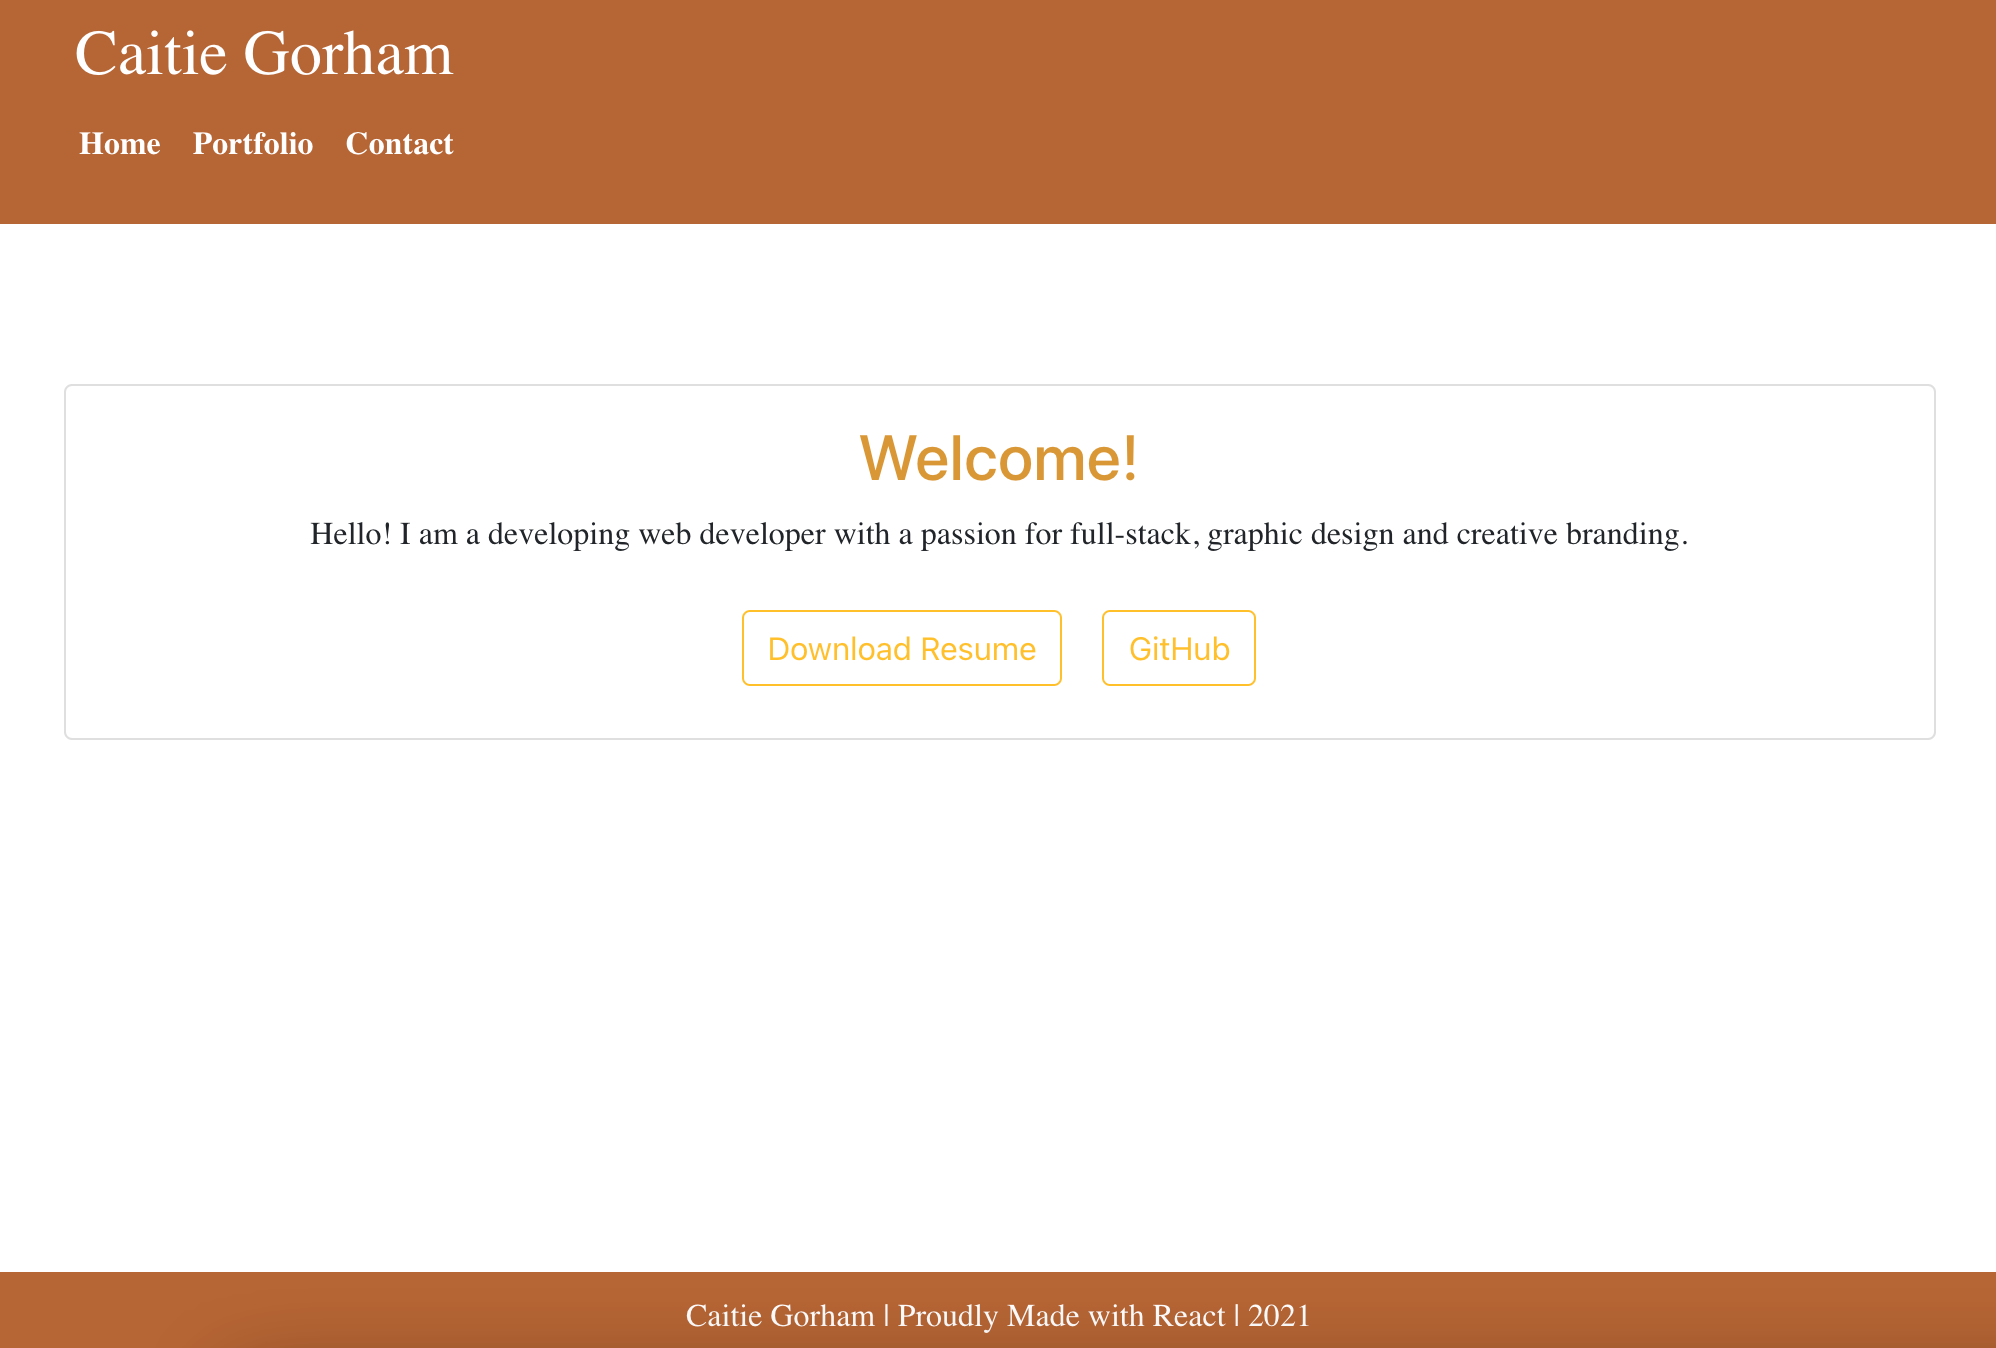 Caitie Gorham
Home Portfolio Contact
Welcome!
Hello! I am a developing web developer with a passion for full-stack, graphic design and creative branding.
Download Resume GitHub
Caitie Gorham | Proudly Made with React | 2021